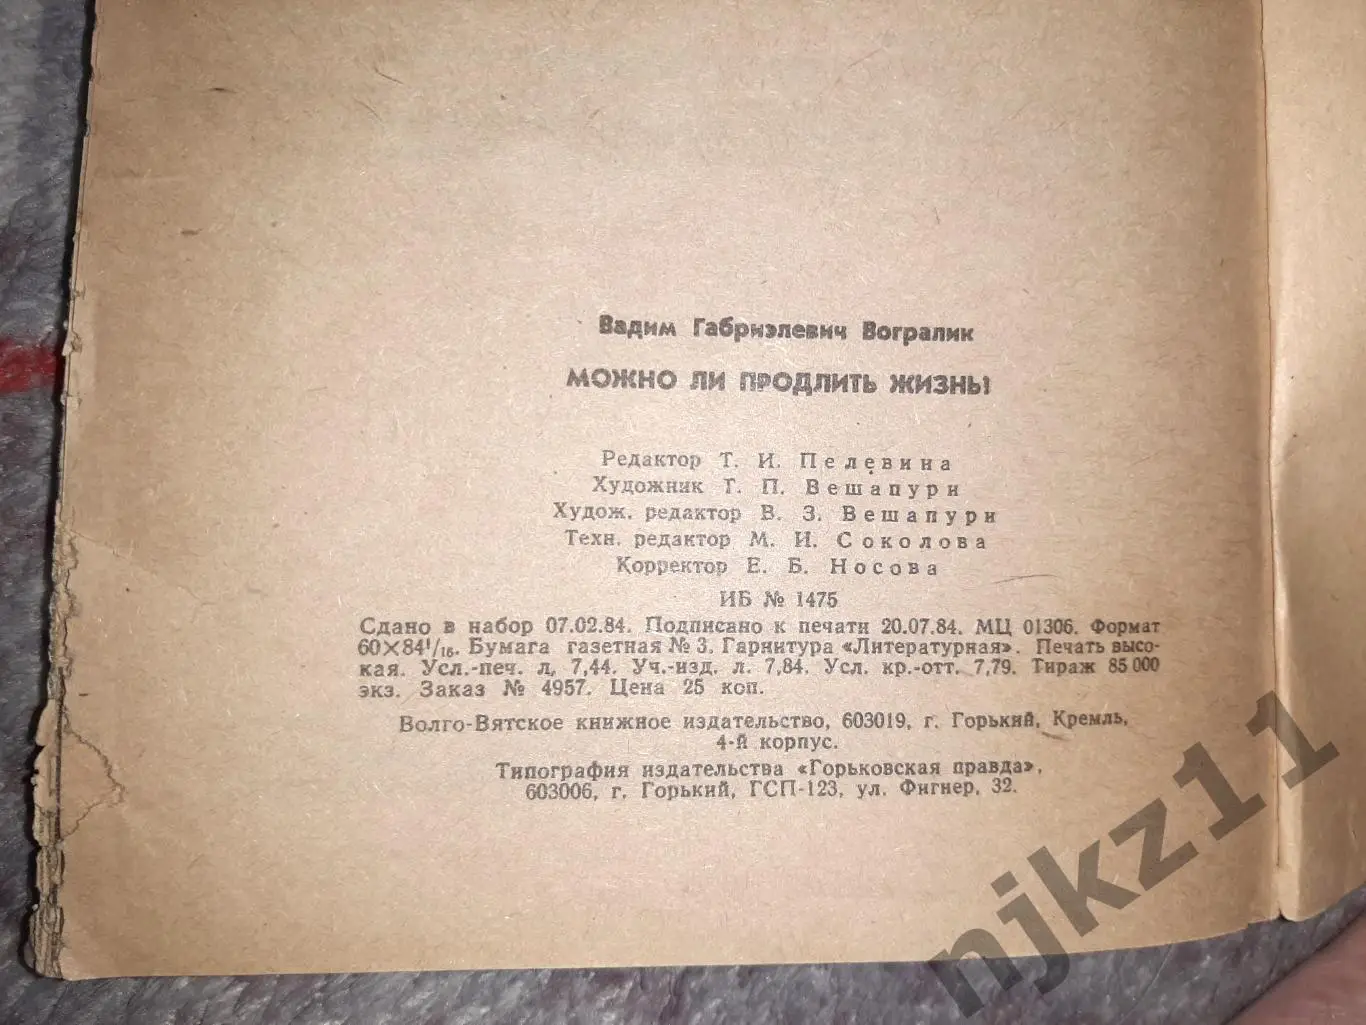 Вадим Габриэлевич Вогралик
МОЖНО ЛИ ПРОДЛИТЬ ЖИЗНЬ?
Редактор Т. И. Пелевина
Художник Т. П. Вешапури
Худож. редактор В. З. Вешапури
Техн. редактор М. И. Соколова
Корректор Е. Б. Носова
ИБ № 1475
Сдано в набор 07.02.84. Подписано к печати 20.07.84. МЦ 01306. Формат
60×84¹/₁₆. Бумага газетная № 3. Гарнитура «Литературная». Печать высо-
кая. Усл.-печ. л. 7,44. Уч.-изд. л. 7,84. Усл. кр.-отт. 7,79. Тираж 85 000
экз. Заказ № 4957. Цена 25 коп.
Волго-Вятское книжное издательство, 603019, г. Горький, Кремль,
4-й корпус.
Типография издательства «Горьковская правда»,
603006, г. Горький, ГСП-123, ул. Фигнер, 32.
njkz11